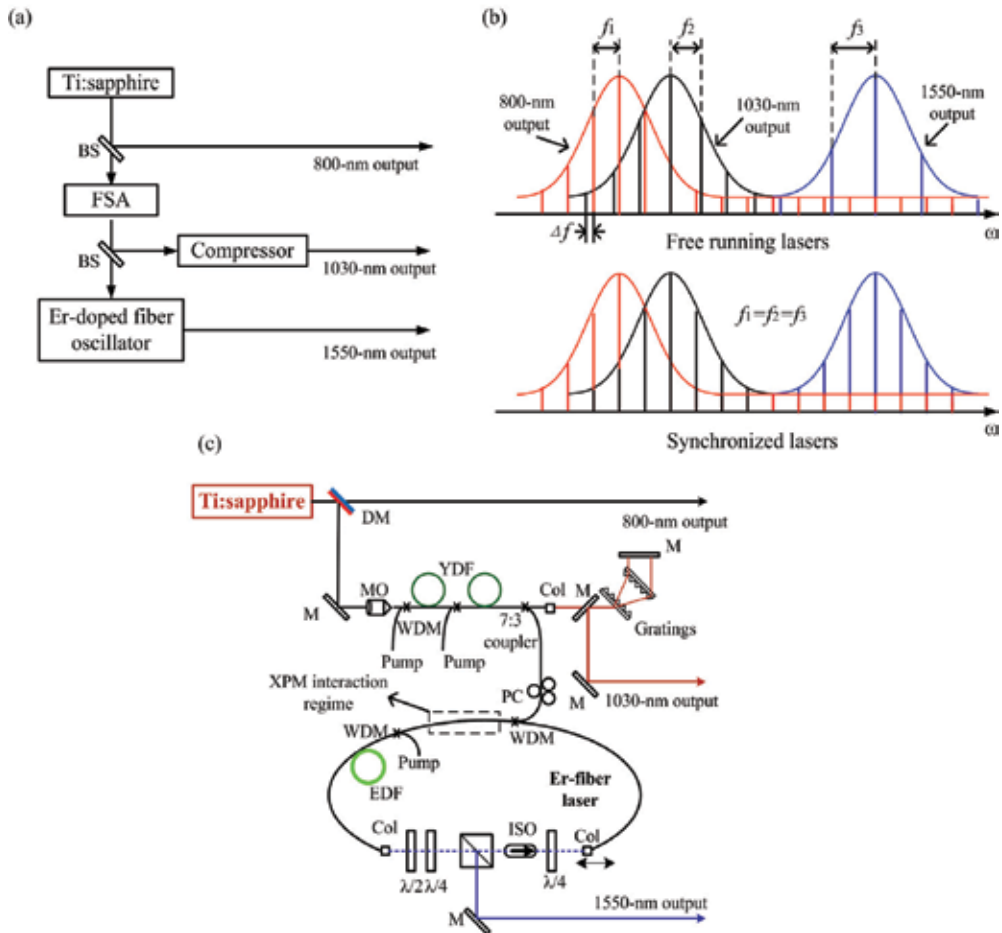 (a)
Ti:sapphire
BS
800-nm output
FSA
BS
Compressor
1030-nm output
Er-doped fiber
oscillator
1550-nm output
(b)
f1
f2
f3
800-nm
output
1030-nm
output
1550-nm
output
Δf
Free running lasers
ω
f1=f2=f3
Synchronized lasers
ω
(c)
Ti:sapphire
DM
800-nm output
M
YDF
MO
Col
M
M
WDM
7:3
coupler
Gratings
Pump
Pump
XPM interaction
regime
PC
M
1030-nm output
WDM
WDM
Pump
EDF
Er-fiber
laser
Col
ISO
Col
λ/2
λ/4
λ/4
M
1550-nm output